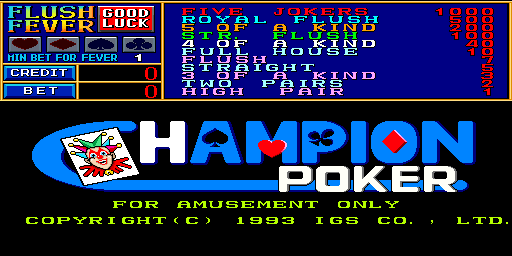 FLUSH FEVER
GOOD LUCK
MIN BET FOR FEVER 1
CREDIT 0
BET 0
FIVE JOKERS 1000
ROYAL FLUSH 500
5 OF A KIND 200
STR. FLUSH 100
4 OF A KIND 40
FULL HOUSE 10
FLUSH 7
STRAIGHT 5
3 OF A KIND 3
TWO PAIRS 2
HIGH PAIR 1
CHAMPION
POKER
FOR AMUSEMENT ONLY
COPYRIGHT(C) 1993 IGS CO., LTD.